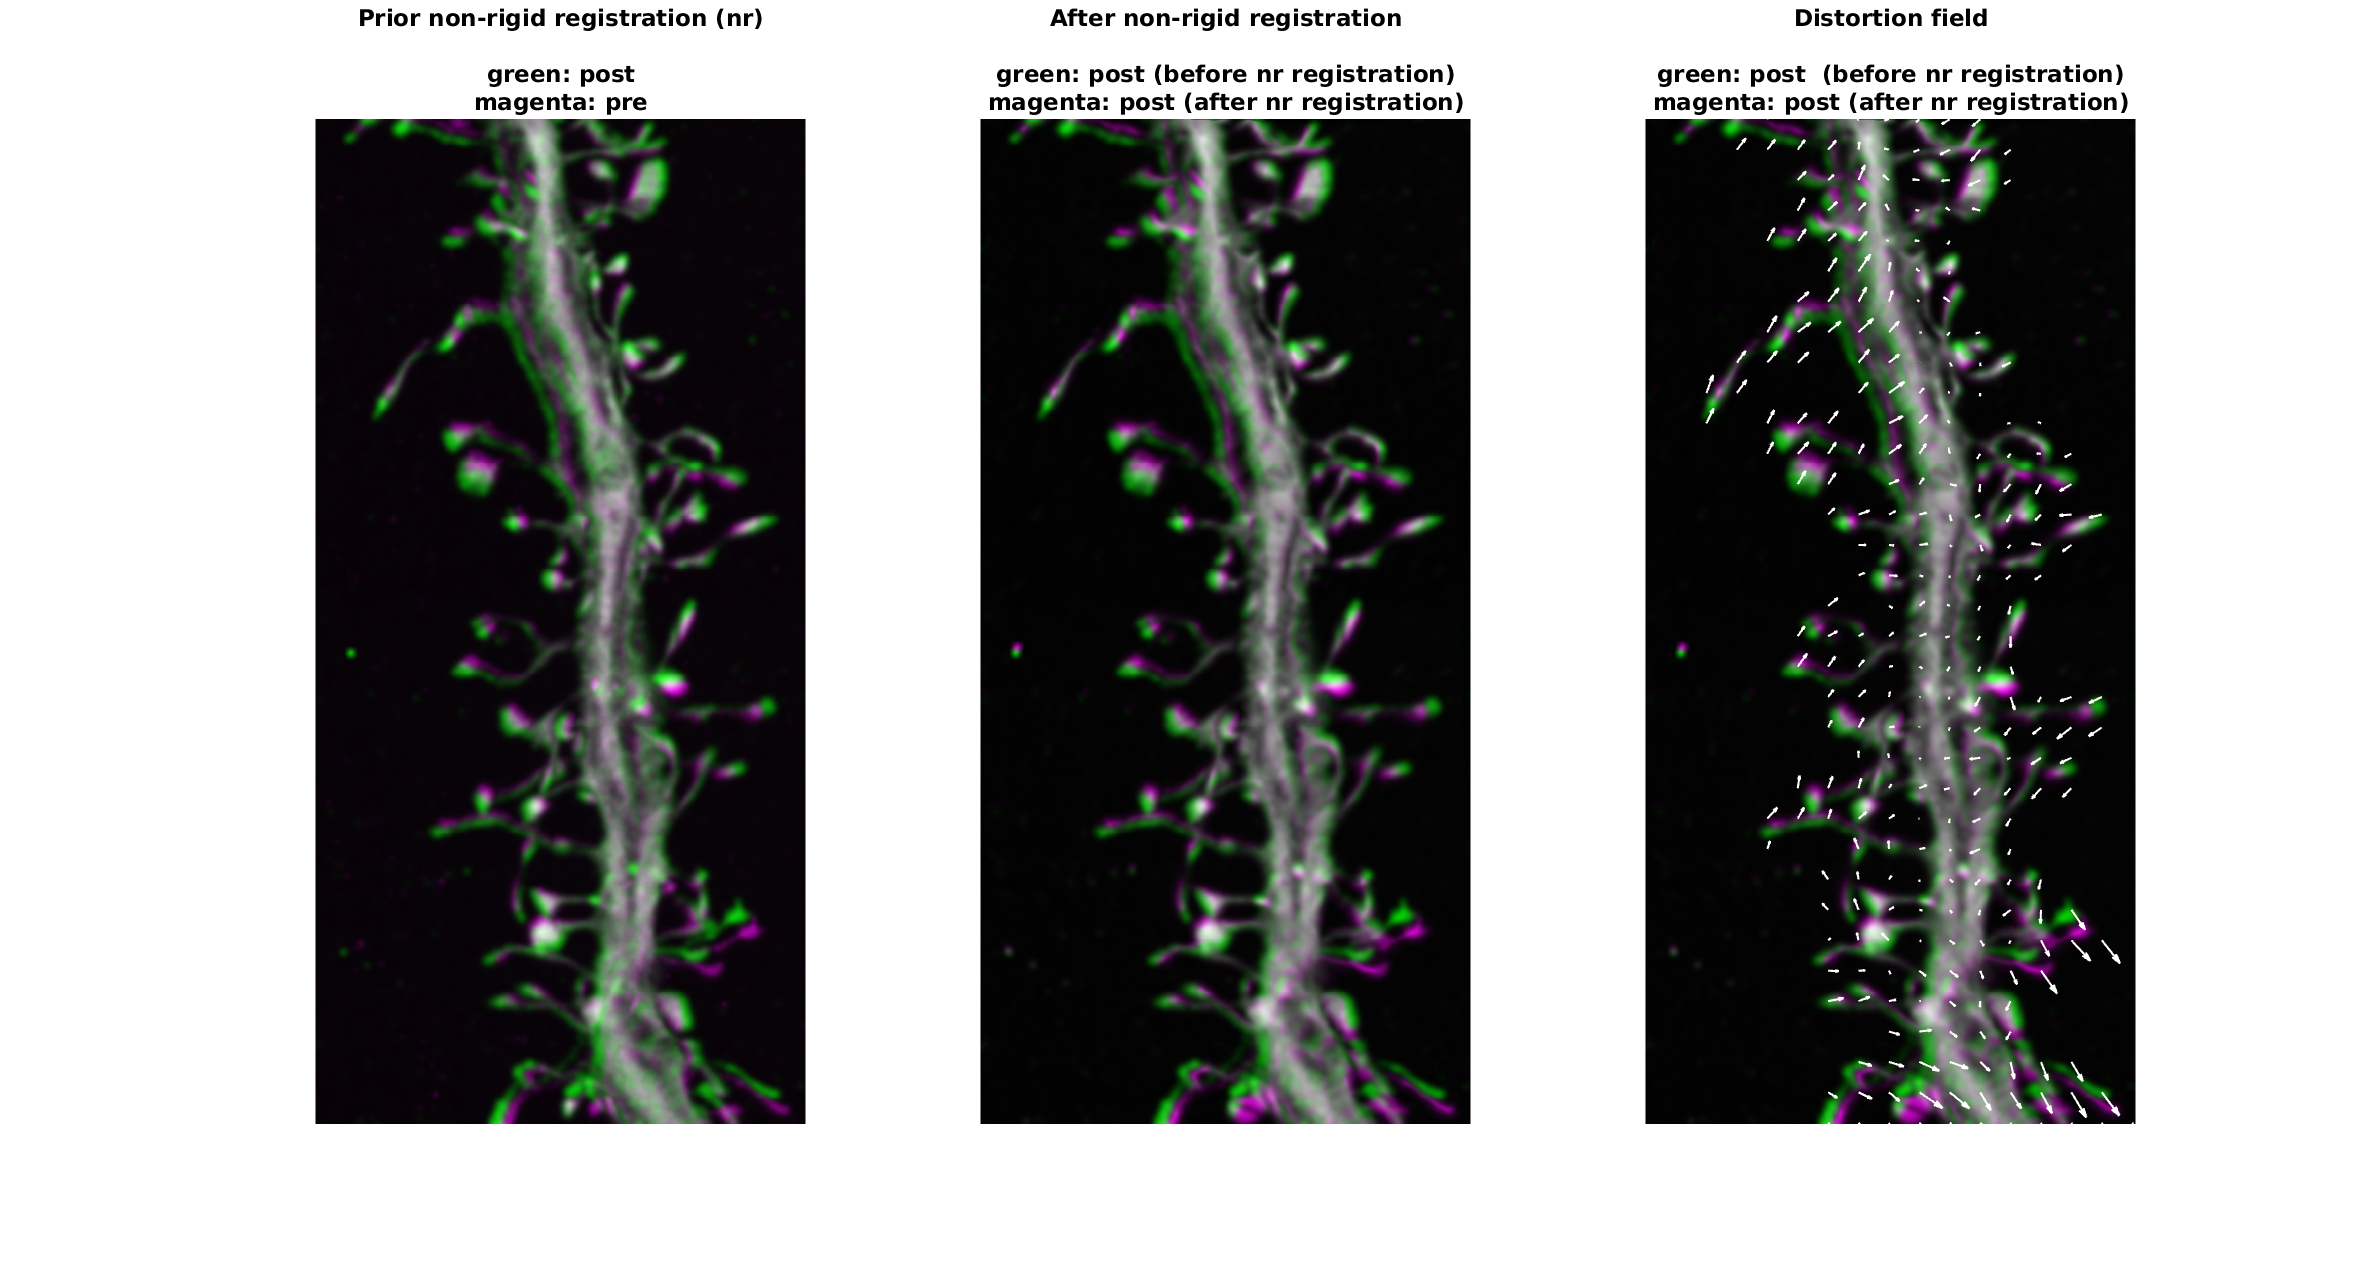 Prior non-rigid registration (nr)
green: post
magenta: pre
After non-rigid registration
green: post (before nr registration)
magenta: post (after nr registration)
Distortion field
green: post  (before nr registration)
magenta: post (after nr registration)